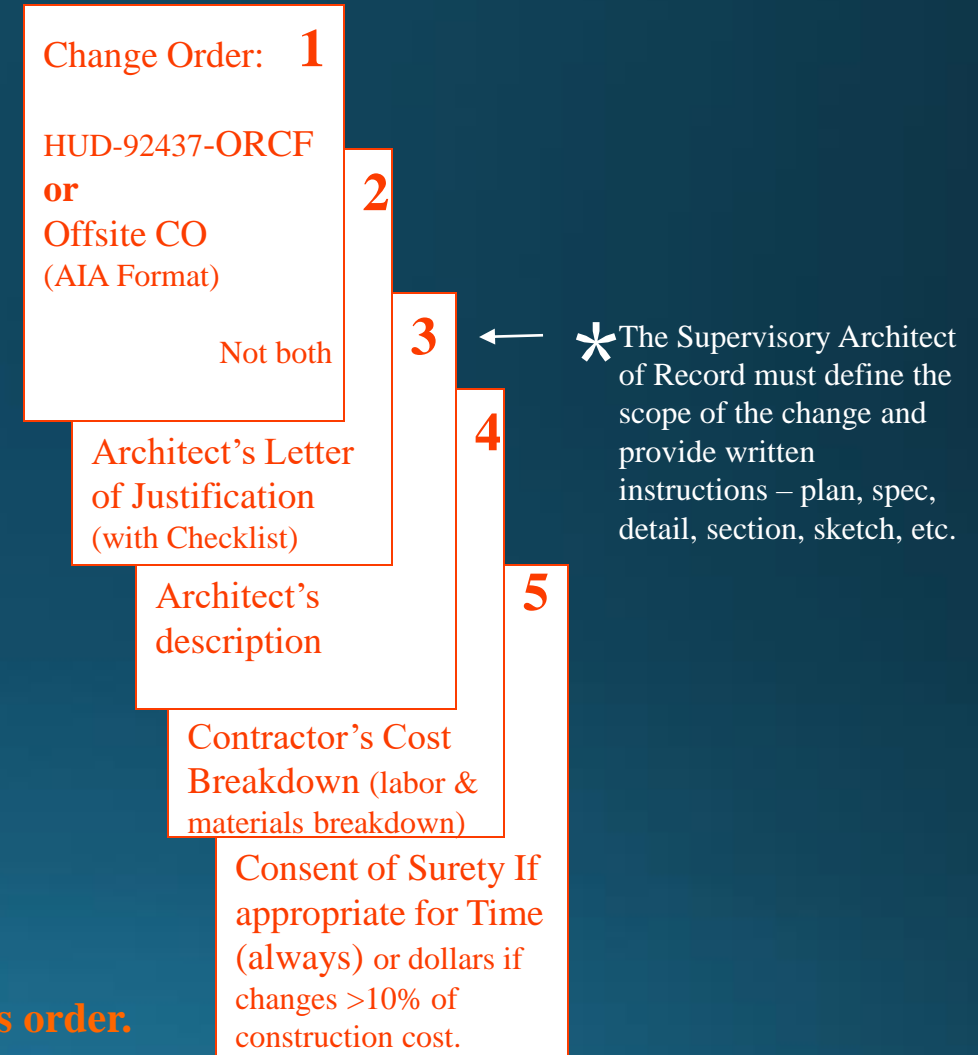 Change Order: 1
HUD-92437-ORCF
or
Offsite CO
(AIA Format)
Not both
2
Architect’s Letter
of Justification
(with Checklist)
3
Architect’s
description
4
Contractor’s Cost
Breakdown (labor &
materials breakdown)
5
Consent of Surety If
appropriate for Time
(always) or dollars if
changes >10% of
construction cost.
*The Supervisory Architect
of Record must define the
scope of the change and
provide written
instructions – plan, spec,
detail, section, sketch, etc.
s order.